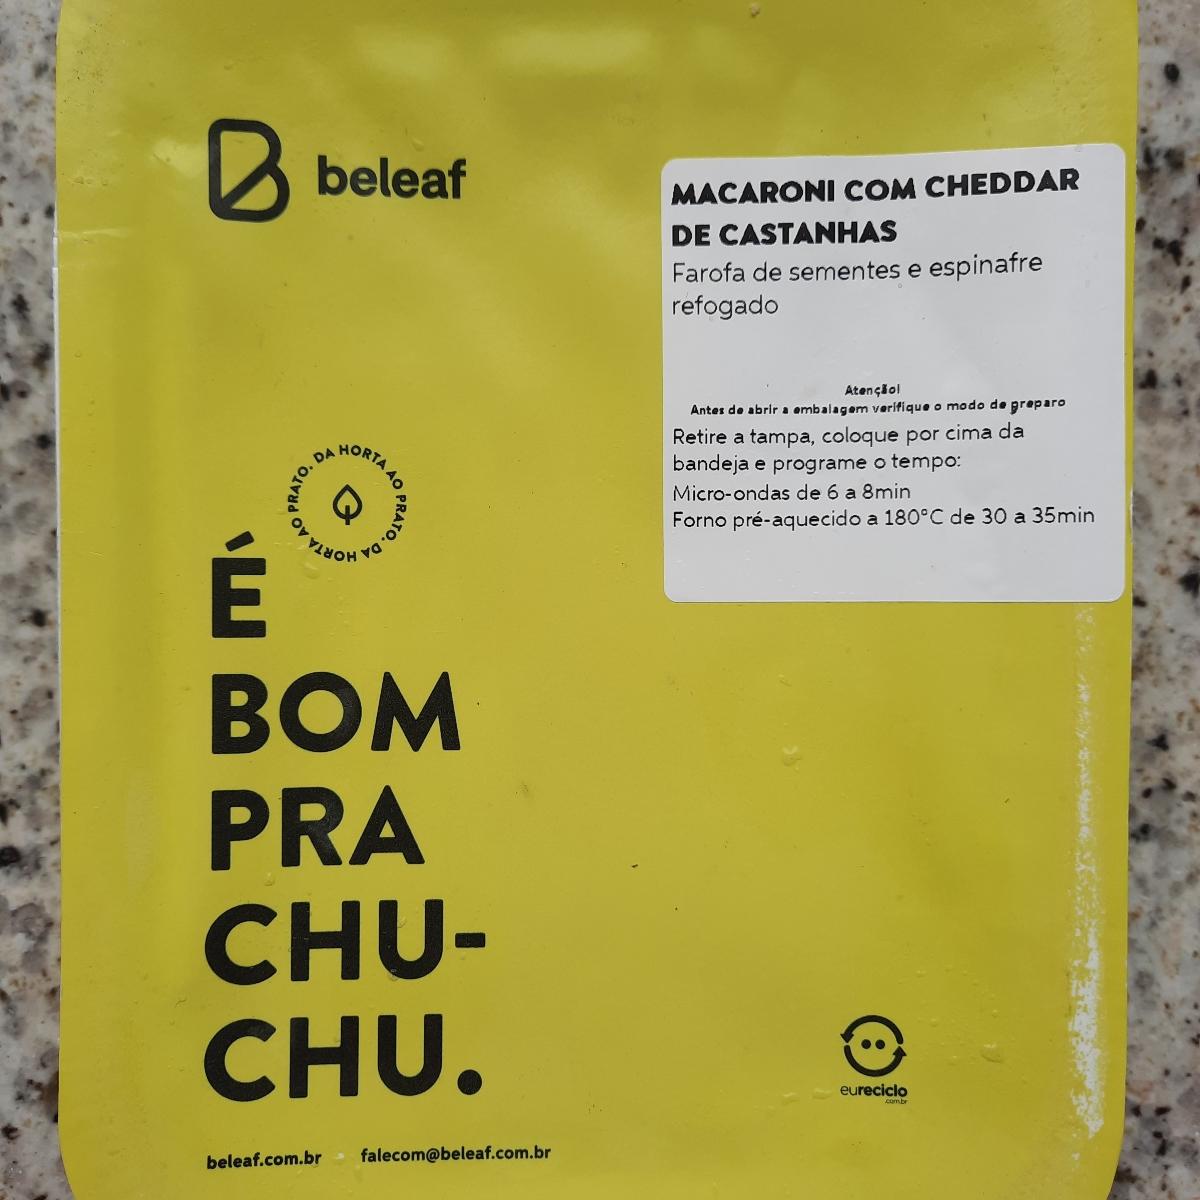 beleaf
MACARONI COM CHEDDAR
DE CASTANHAS
Farofa de sementes e espinafre
refogado
Atenção!
Antes de abrir a embalagem verifique o modo de preparo
Retire a tampa, coloque por cima da
bandeja e programe o tempo:
Micro-ondas de 6 a 8min
Forno pré-aquecido a 180°C de 30 a 35min
DA HORTA AO PRATO. DA HORTA AO PRATO.
É
BOM
PRA
CHU-
CHU.
eureciclo
.com.br
beleaf.com.br
falecom@beleaf.com.br